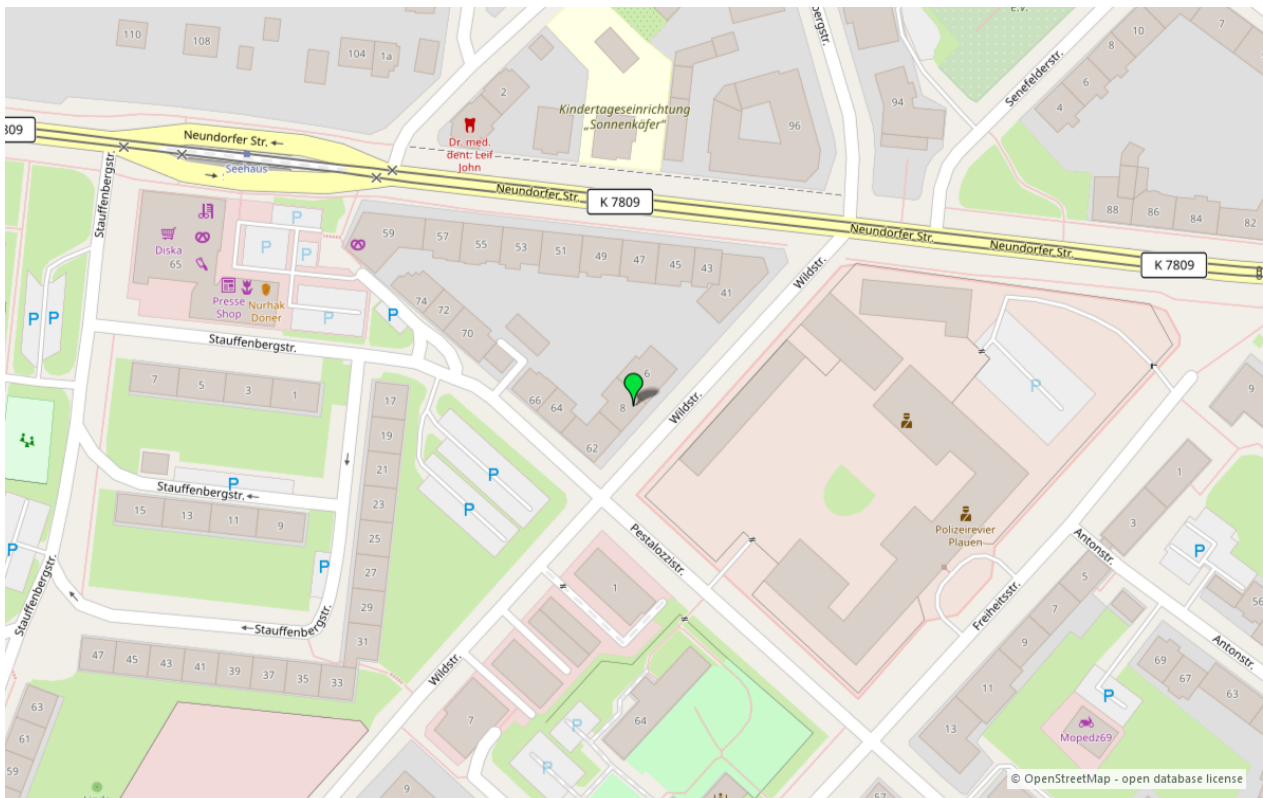 110
108
104
1a
2
Kindertageseinrichtung
„Sonnenkäfer“
96
bergstr.
94
e.V.
10
8
6
4
7
Senefelderstr.
809
Neundorfer Str.
Seehaus
Dr. med.
dent. Leif
John
Neundorfer Str.
K 7809
Neundorfer Str.
Neundorfer Str.
K 7809
88
86
84
82
Stauffenbergstr.
Diska
65
Presse
Shop
Nurhak
Döner
P
P
P
P
P
P
P
59
57
55
53
51
49
47
45
43
41
Wildstr.
74
72
70
66
64
62
6
8
Wildstr.
P
9
Stauffenbergstr.
7
5
3
1
17
19
21
23
25
27
29
31
P
P
P
Stauffenbergstr.
15
13
11
9
P
P
Stauffenbergstr.
Stauffenbergstr.
47
45
43
41
39
37
35
33
63
61
59
Pestalozzistr.
Polizeirevier
Plauen
1
3
Antonstr.
P
5
7
9
11
13
56
Freiheitsstr.
Antonstr.
69
67
63
P
Mopedz69
1
Wildstr.
7
64
P
P
9
57
© OpenStreetMap - open database license